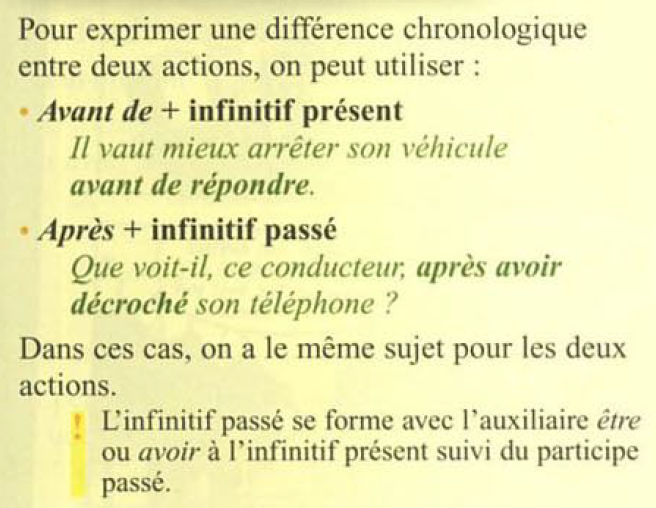 Pour exprimer une différence chronologique
entre deux actions, on peut utiliser :
• Avant de + infinitif présent
Il vaut mieux arrêter son véhicule
avant de répondre.
• Après + infinitif passé
Que voit-il, ce conducteur, après avoir
décroché son téléphone ?
Dans ces cas, on a le même sujet pour les deux
actions.
! L'infinitif passé se forme avec l'auxiliaire être
ou avoir à l'infinitif présent suivi du participe
passé.